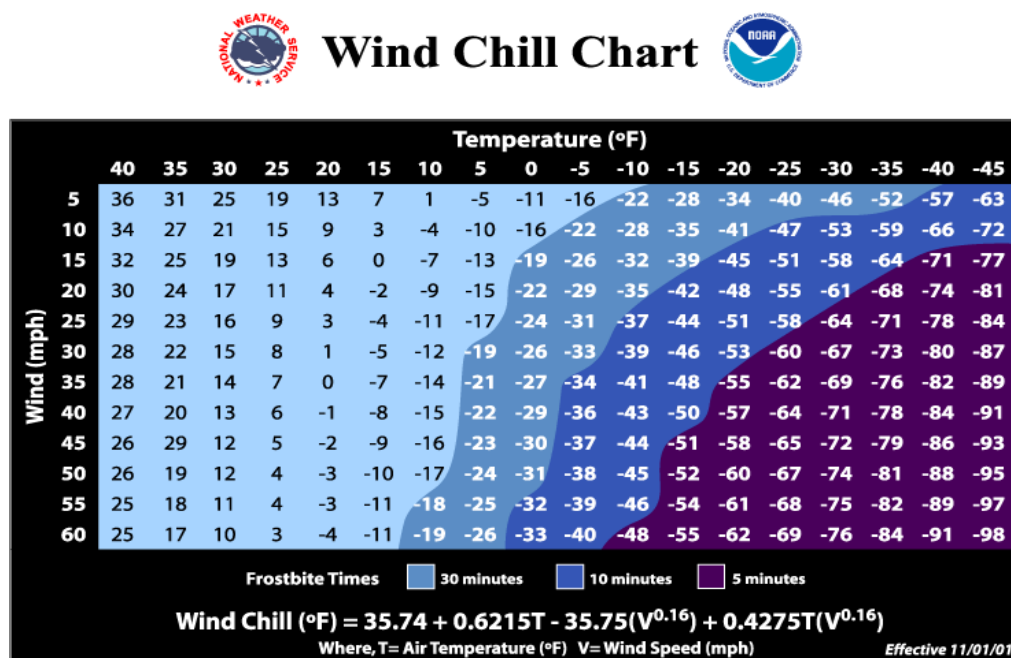 NATIONAL WEATHER SERVICE
Wind Chill Chart
NATIONAL OCEANIC AND ATMOSPHERIC ADMINISTRATION
NOAA
U.S. DEPARTMENT OF COMMERCE
Temperature (ºF)
40 35 30 25 20 15 10 5 0 -5 -10 -15 -20 -25 -30 -35 -40 -45
Wind (mph)
5 36 31 25 19 13 7 1 -5 -11 -16 -22 -28 -34 -40 -46 -52 -57 -63
10 34 27 21 15 9 3 -4 -10 -16 -22 -28 -35 -41 -47 -53 -59 -66 -72
15 32 25 19 13 6 0 -7 -13 -19 -26 -32 -39 -45 -51 -58 -64 -71 -77
20 30 24 17 11 4 -2 -9 -15 -22 -29 -35 -42 -48 -55 -61 -68 -74 -81
25 29 23 16 9 3 -4 -11 -17 -24 -31 -37 -44 -51 -58 -64 -71 -78 -84
30 28 22 15 8 1 -5 -12 -19 -26 -33 -39 -46 -53 -60 -67 -73 -80 -87
35 28 21 14 7 0 -7 -14 -21 -27 -34 -41 -48 -55 -62 -69 -76 -82 -89
40 27 20 13 6 -1 -8 -15 -22 -29 -36 -43 -50 -57 -64 -71 -78 -84 -91
45 26 29 12 5 -2 -9 -16 -23 -30 -37 -44 -51 -58 -65 -72 -79 -86 -93
50 26 19 12 4 -3 -10 -17 -24 -31 -38 -45 -52 -60 -67 -74 -81 -88 -95
55 25 18 11 4 -3 -11 -18 -25 -32 -39 -46 -54 -61 -68 -75 -82 -89 -97
60 25 17 10 3 -4 -11 -19 -26 -33 -40 -48 -55 -62 -69 -76 -84 -91 -98
Frostbite Times 30 minutes 10 minutes 5 minutes
Wind Chill (ºF) = 35.74 + 0.6215T - 35.75(V^0.16) + 0.4275T(V^0.16)
Where, T= Air Temperature (ºF) V= Wind Speed (mph)
Effective 11/01/01